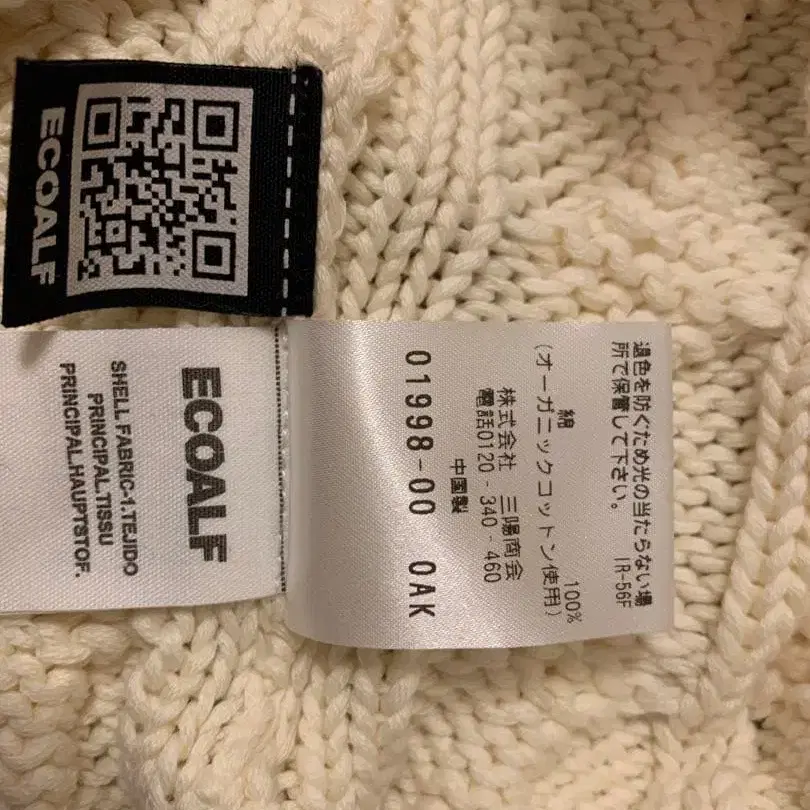 ECOALF
ECOALF
SHELL FABRIC-1.TEJIDO
PRINCIPAL.TISSU
PRINCIPAL.HAUPTSTOF.
退色を防ぐため光の当たらない場
所で保管して下さい。
IR-56F
綿 100%
(オーガニックコットン使用)
株式会社 三陽商会
電話0120-340-460
中国製
01998-00 0AK